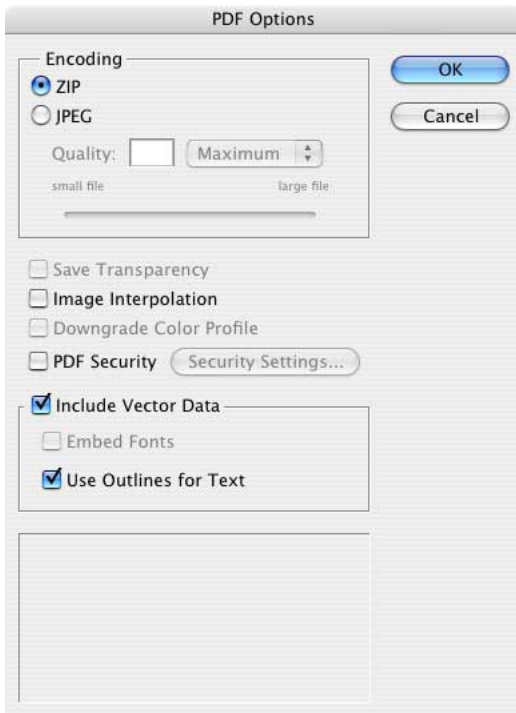 PDF Options
Encoding
OK
ZIP
JPEG
Cancel
Quality: Maximum
small file large file
Save Transparency
Image Interpolation
Downgrade Color Profile
PDF Security Security Settings...
Include Vector Data
Embed Fonts
Use Outlines for Text